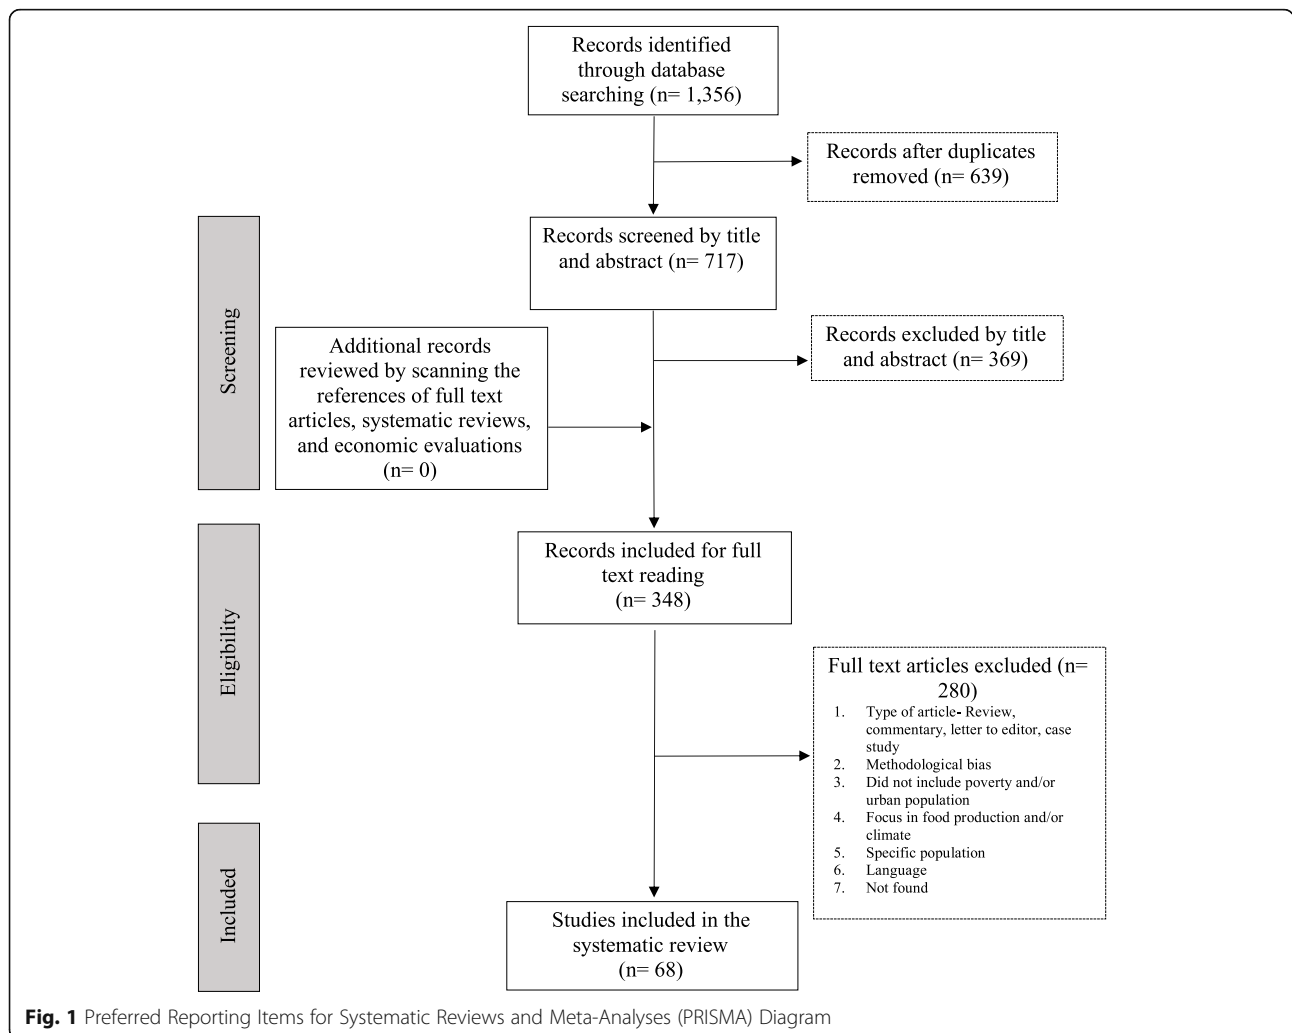 Records identified
through database
searching (n= 1,356)
Records after duplicates
removed (n= 639)
Screening
Records screened by title
and abstract (n= 717)
Records excluded by title
and abstract (n= 369)
Additional records
reviewed by scanning the
references of full text
articles, systematic reviews,
and economic evaluations
(n= 0)
Eligibility
Records included for full
text reading
(n= 348)
Full text articles excluded (n=
280)
1. Type of article- Review,
commentary, letter to editor, case
study
2. Methodological bias
3. Did not include poverty and/or
urban population
4. Focus in food production and/or
climate
5. Specific population
6. Language
7. Not found
Included
Studies included in the
systematic review
(n= 68)
Fig. 1 Preferred Reporting Items for Systematic Reviews and Meta-Analyses (PRISMA) Diagram